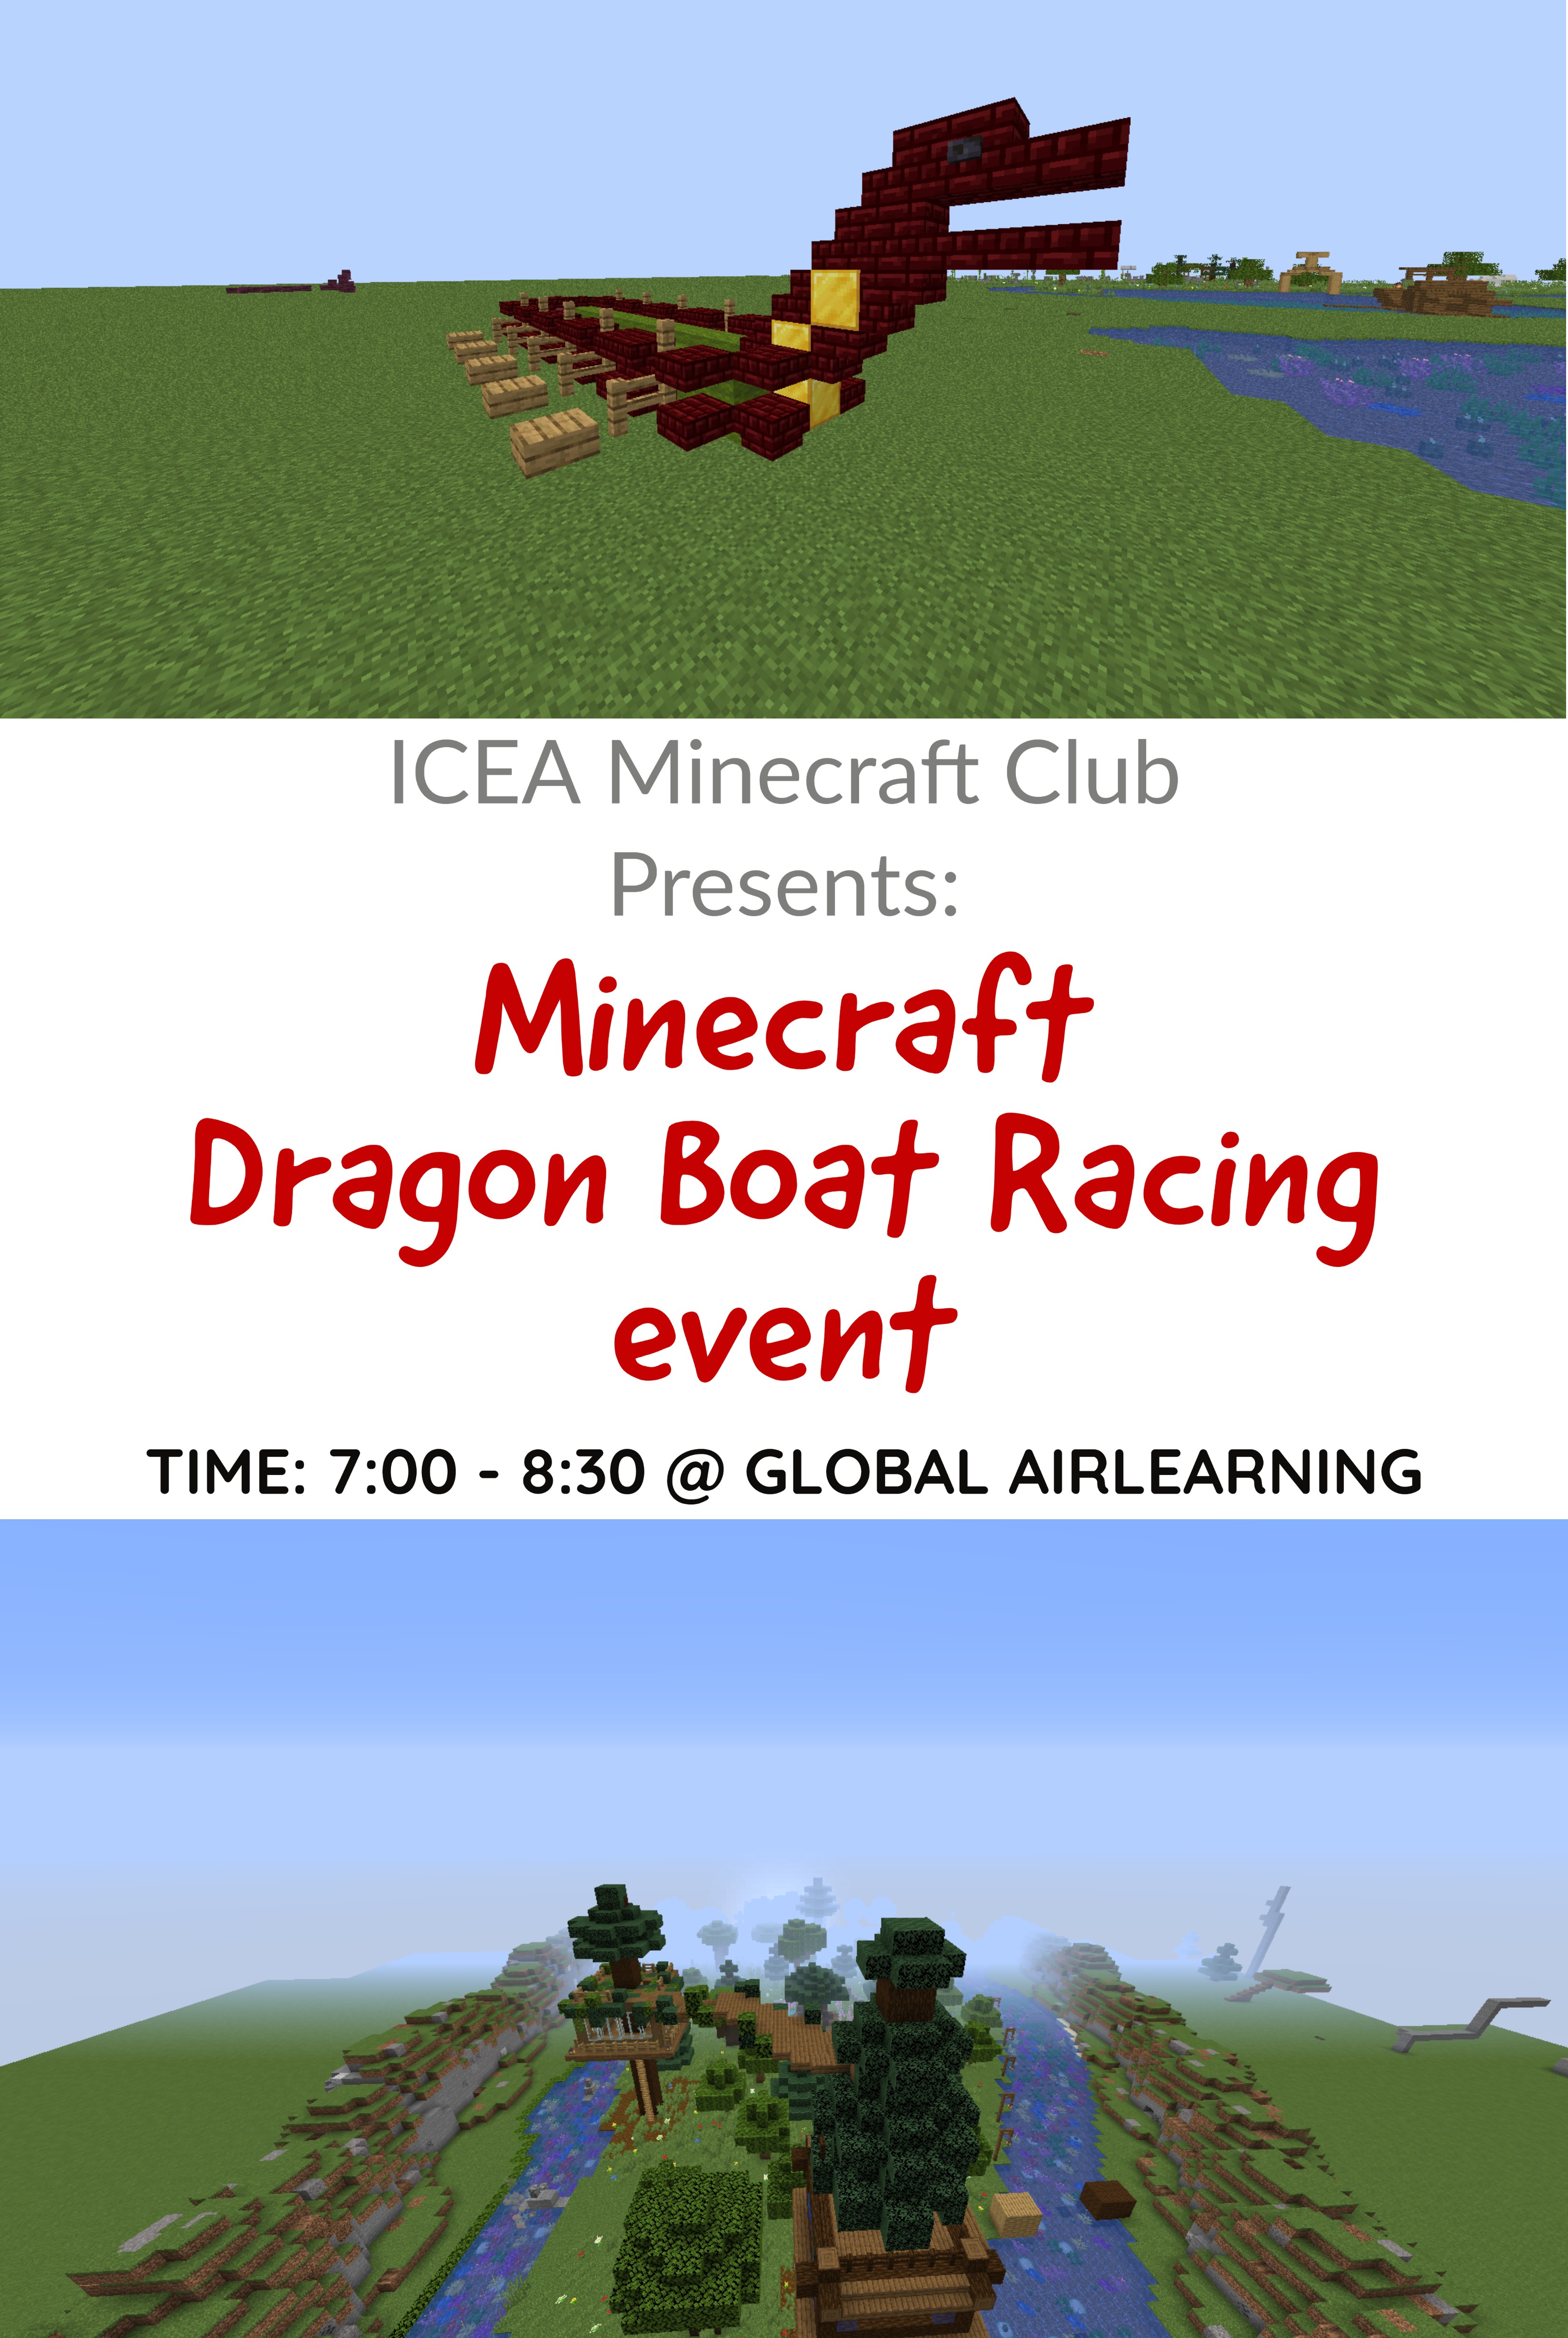 ICEA Minecraft Club
Presents:
Minecraft
Dragon Boat Racing
event
TIME: 7:00 - 8:30 @ GLOBAL AIRLEARNING